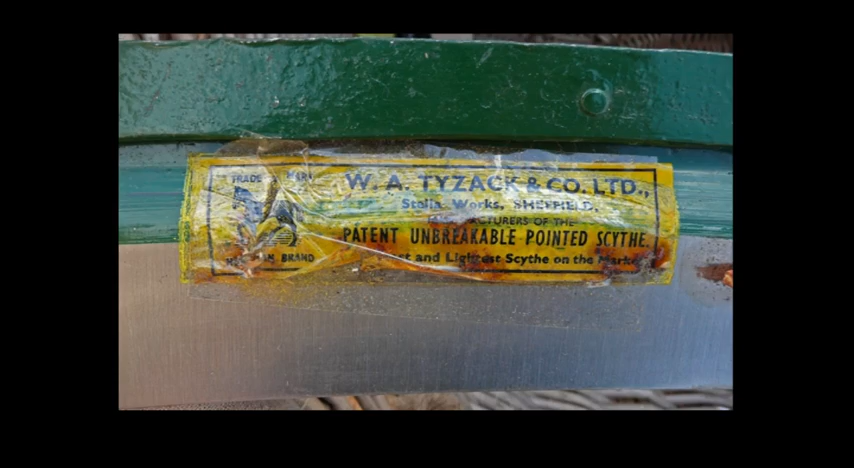 TRADE MARK
W. A. TYZACK & CO. LTD.,
Stella Works, SHEFFIELD,
MANUFACTURERS OF THE
PATENT UNBREAKABLE POINTED SCYTHE.
BRAND
and Lightest Scythe on the Market